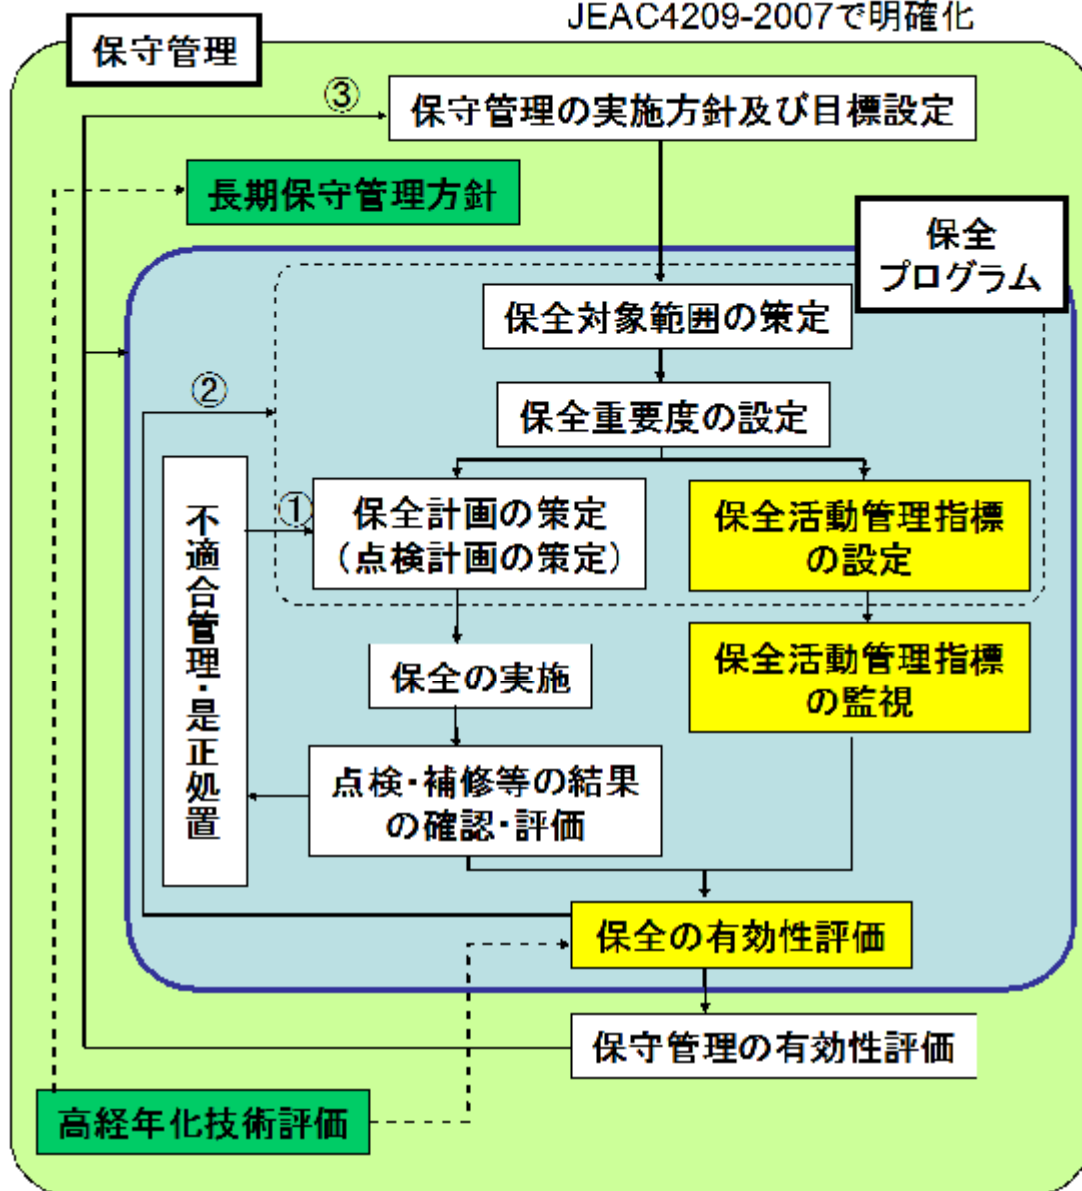 JEAC4209-2007で明確化
保守管理
③
保守管理の実施方針及び目標設定
長期保守管理方針
保全
プログラム
保全対象範囲の策定
②
保全重要度の設定
①
保全計画の策定
(点検計画の策定)
保全活動管理指標
の設定
不適合管理・是正処置
保全の実施
保全活動管理指標
の監視
点検・補修等の結果
の確認・評価
保全の有効性評価
保守管理の有効性評価
高経年化技術評価